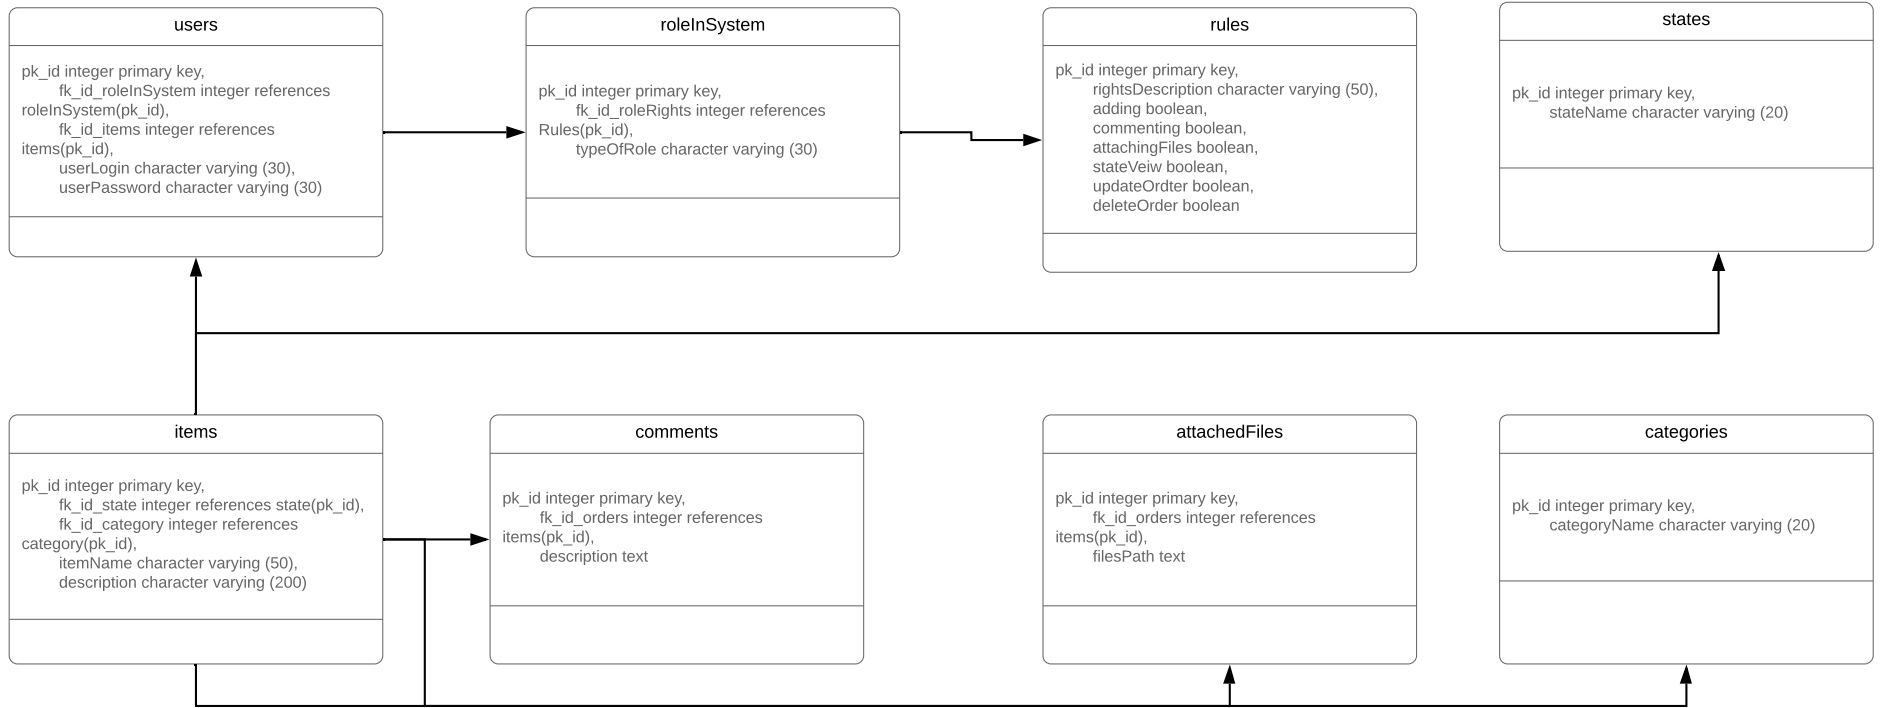 users
pk_id integer primary key,
fk_id_roleInSystem integer references
roleInSystem(pk_id),
fk_id_items integer references
items(pk_id),
userLogin character varying (30),
userPassword character varying (30)
roleInSystem
pk_id integer primary key,
fk_id_roleRights integer references
Rules(pk_id),
typeOfRole character varying (30)
rules
pk_id integer primary key,
rightsDescription character varying (50),
adding boolean,
commenting boolean,
attachingFiles boolean,
stateVeiw boolean,
updateOrdter boolean,
deleteOrder boolean
states
pk_id integer primary key,
stateName character varying (20)
items
pk_id integer primary key,
fk_id_state integer references state(pk_id),
fk_id_category integer references
category(pk_id),
itemName character varying (50),
description character varying (200)
comments
pk_id integer primary key,
fk_id_orders integer references
items(pk_id),
description text
attachedFiles
pk_id integer primary key,
fk_id_orders integer references
items(pk_id),
filesPath text
categories
pk_id integer primary key,
categoryName character varying (20)